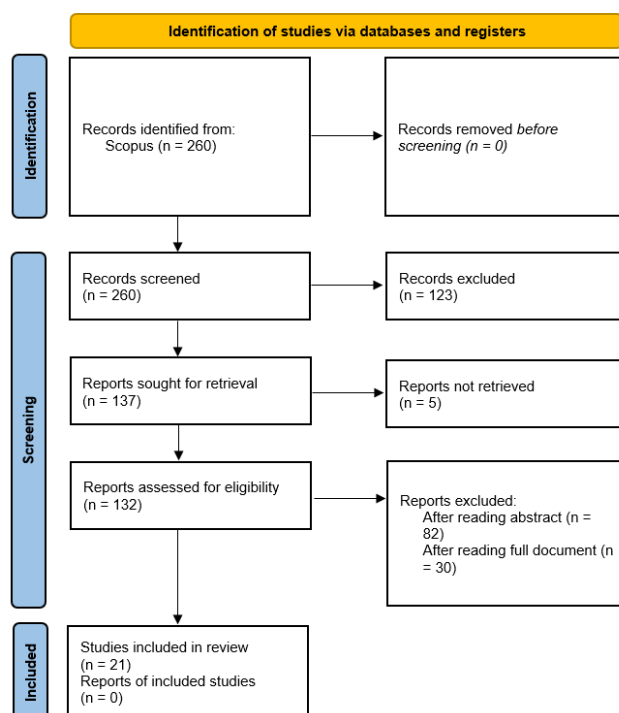 Identification of studies via databases and registers
Identification
Records identified from:
Scopus (n = 260)
Records removed before
screening (n = 0)
Screening
Records screened
(n = 260)
Records excluded
(n = 123)
Reports sought for retrieval
(n = 137)
Reports not retrieved
(n = 5)
Reports assessed for eligibility
(n = 132)
Reports excluded:
After reading abstract (n =
82)
After reading full document (n
= 30)
Included
Studies included in review
(n = 21)
Reports of included studies
(n = 0)